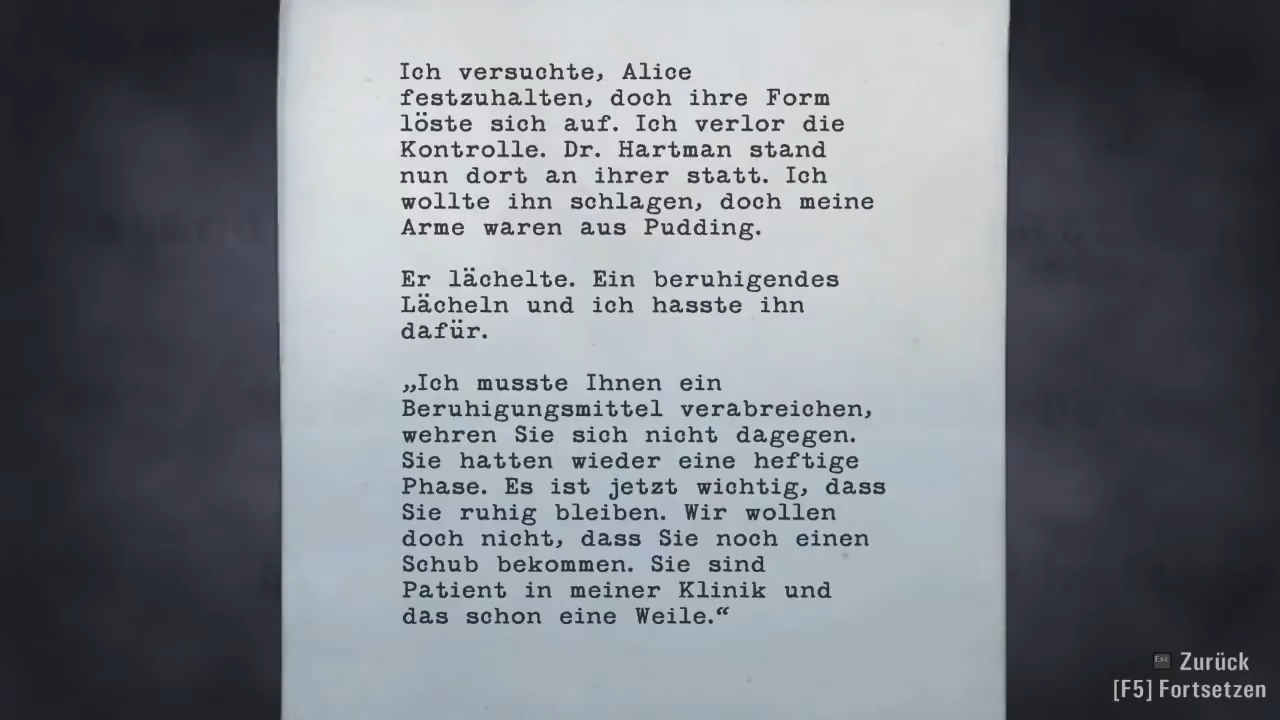 Ich versuchte, Alice
festzuhalten, doch ihre Form
löste sich auf. Ich verlor die
Kontrolle. Dr. Hartman stand
nun dort an ihrer statt. Ich
wollte ihn schlagen, doch meine
Arme waren aus Pudding.
Er lächelte. Ein beruhigendes
Lächeln und ich hasste ihn
dafür.
„Ich musste Ihnen ein
Beruhigungsmittel verabreichen,
wehren Sie sich nicht dagegen.
Sie hatten wieder eine heftige
Phase. Es ist jetzt wichtig, dass
Sie ruhig bleiben. Wir wollen
doch nicht, dass Sie noch einen
Schub bekommen. Sie sind
Patient in meiner Klinik und
das schon eine Weile.“
Esc Zurück
[F5] Fortsetzen